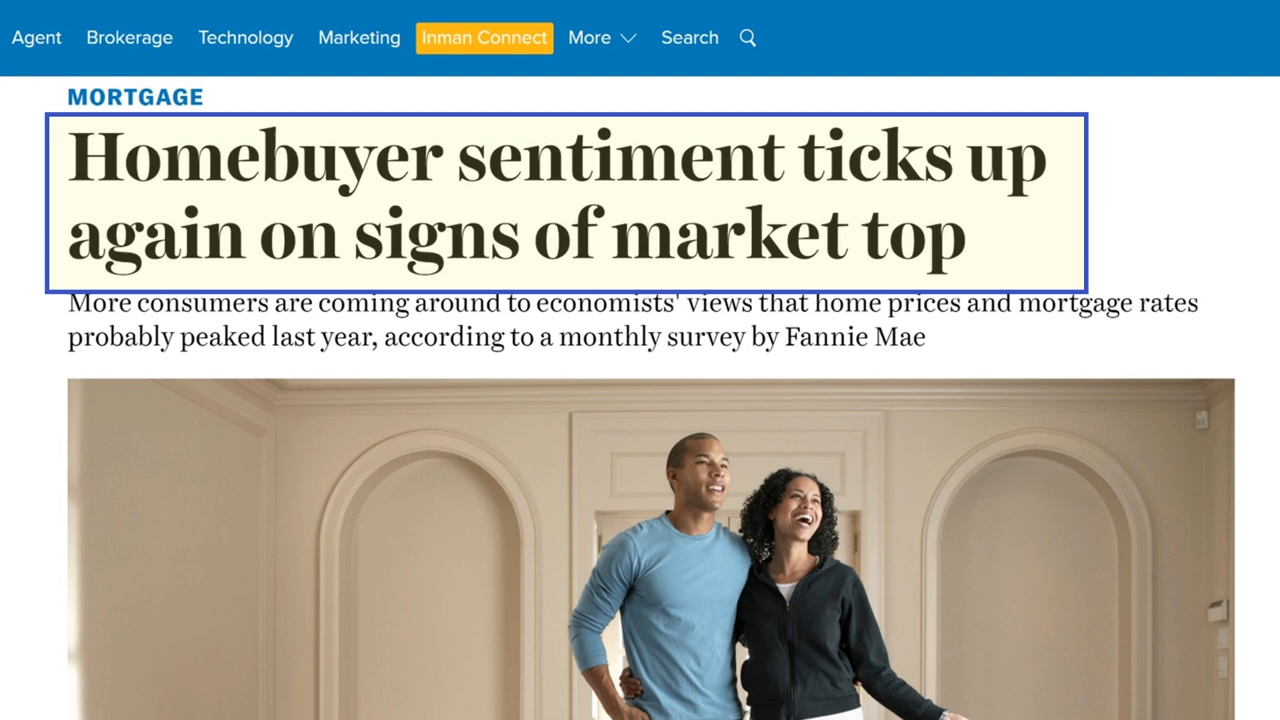 Agent Brokerage Technology Marketing Inman Connect More Search
MORTGAGE
Homebuyer sentiment ticks up
again on signs of market top
More consumers are coming around to economists' views that home prices and mortgage rates
probably peaked last year, according to a monthly survey by Fannie Mae